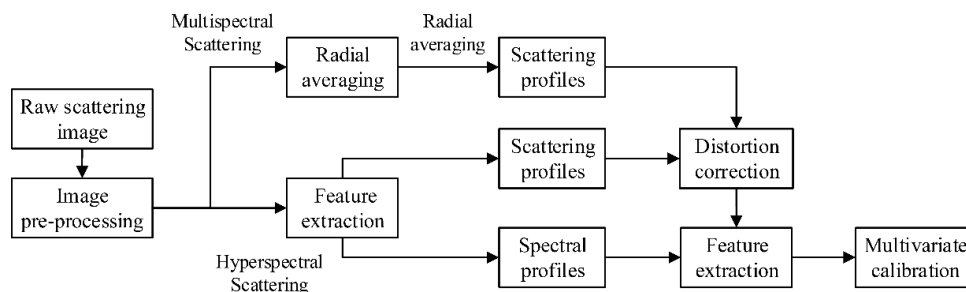 Multispectral
Scattering
Radial
averaging
Radial
averaging
Scattering
profiles
Raw scattering
image
Image
pre-processing
Feature
extraction
Scattering
profiles
Distortion
correction
Hyperspectral
Scattering
Spectral
profiles
Feature
extraction
Multivariate
calibration